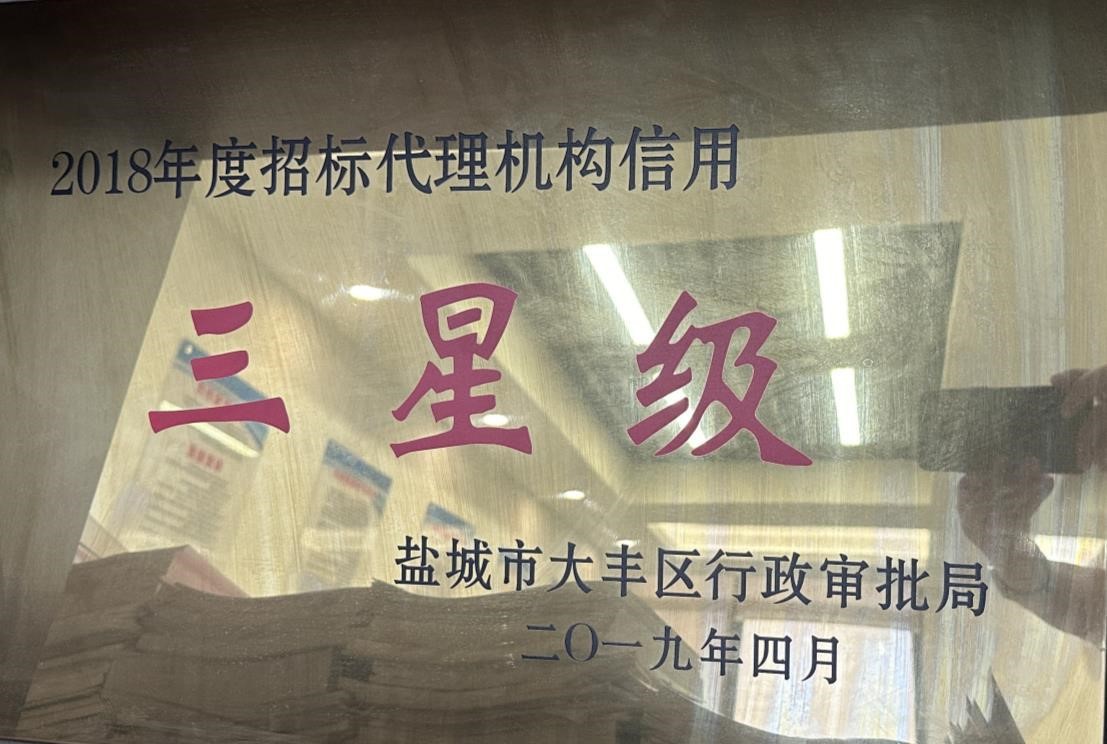 2018年度招标代理机构信用
三星级
盐城市大丰区行政审批局
二〇一九年四月